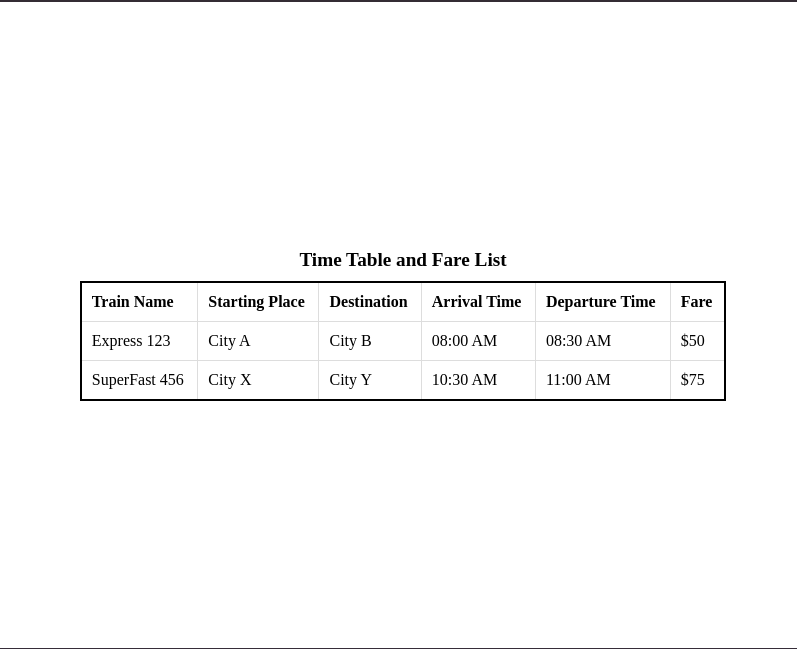 Time Table and Fare List
Train Name Starting Place Destination Arrival Time Departure Time Fare
Express 123 City A City B 08:00 AM 08:30 AM $50
SuperFast 456 City X City Y 10:30 AM 11:00 AM $75